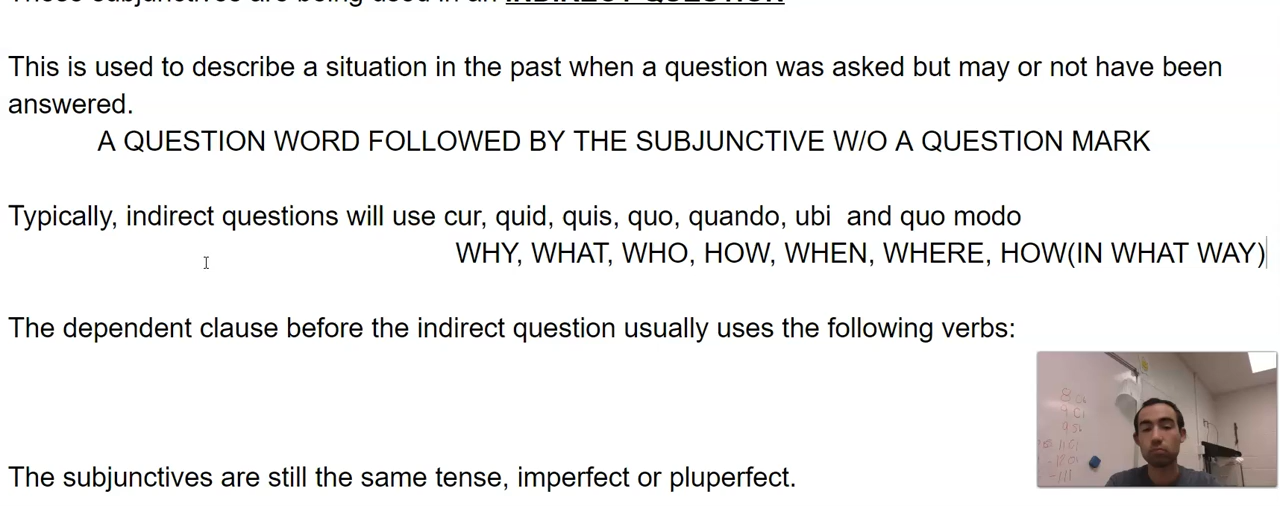 This is used to describe a situation in the past when a question was asked but may or not have been
answered.
A QUESTION WORD FOLLOWED BY THE SUBJUNCTIVE W/O A QUESTION MARK
Typically, indirect questions will use cur, quid, quis, quo, quando, ubi and quo modo
WHY, WHAT, WHO, HOW, WHEN, WHERE, HOW(IN WHAT WAY)
The dependent clause before the indirect question usually uses the following verbs:
The subjunctives are still the same tense, imperfect or pluperfect.